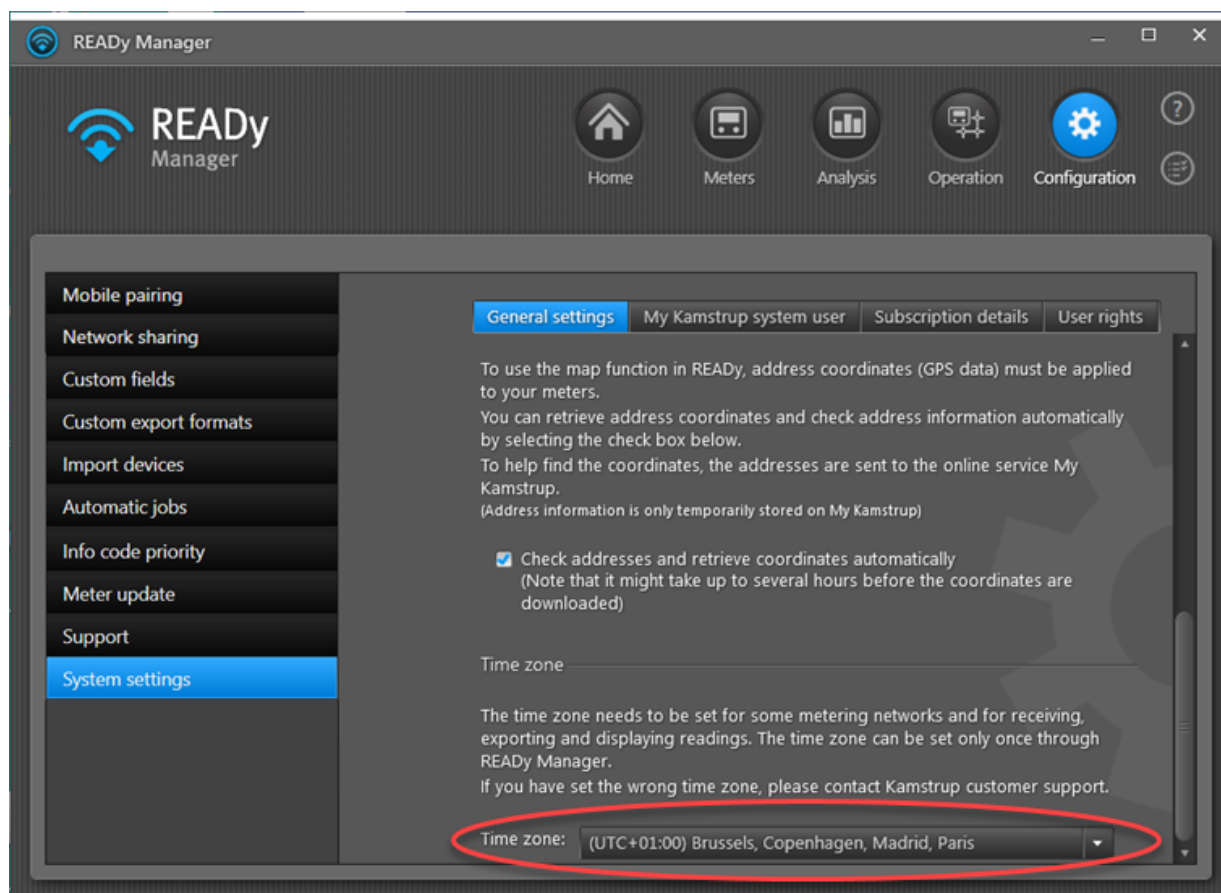 READy Manager
READy
Manager
?
Home
Meters
Analysis
Operation
Configuration
Mobile pairing
Network sharing
Custom fields
Custom export formats
Import devices
Automatic jobs
Info code priority
Meter update
Support
System settings
General settings
My Kamstrup system user
Subscription details
User rights
To use the map function in READy, address coordinates (GPS data) must be applied
to your meters.
You can retrieve address coordinates and check address information automatically
by selecting the check box below.
To help find the coordinates, the addresses are sent to the online service My
Kamstrup.
(Address information is only temporarily stored on My Kamstrup)
Check addresses and retrieve coordinates automatically
(Note that it might take up to several hours before the coordinates are
downloaded)
Time zone
The time zone needs to be set for some metering networks and for receiving,
exporting and displaying readings. The time zone can be set only once through
READy Manager.
If you have set the wrong time zone, please contact Kamstrup customer support.
Time zone: (UTC+01:00) Brussels, Copenhagen, Madrid, Paris